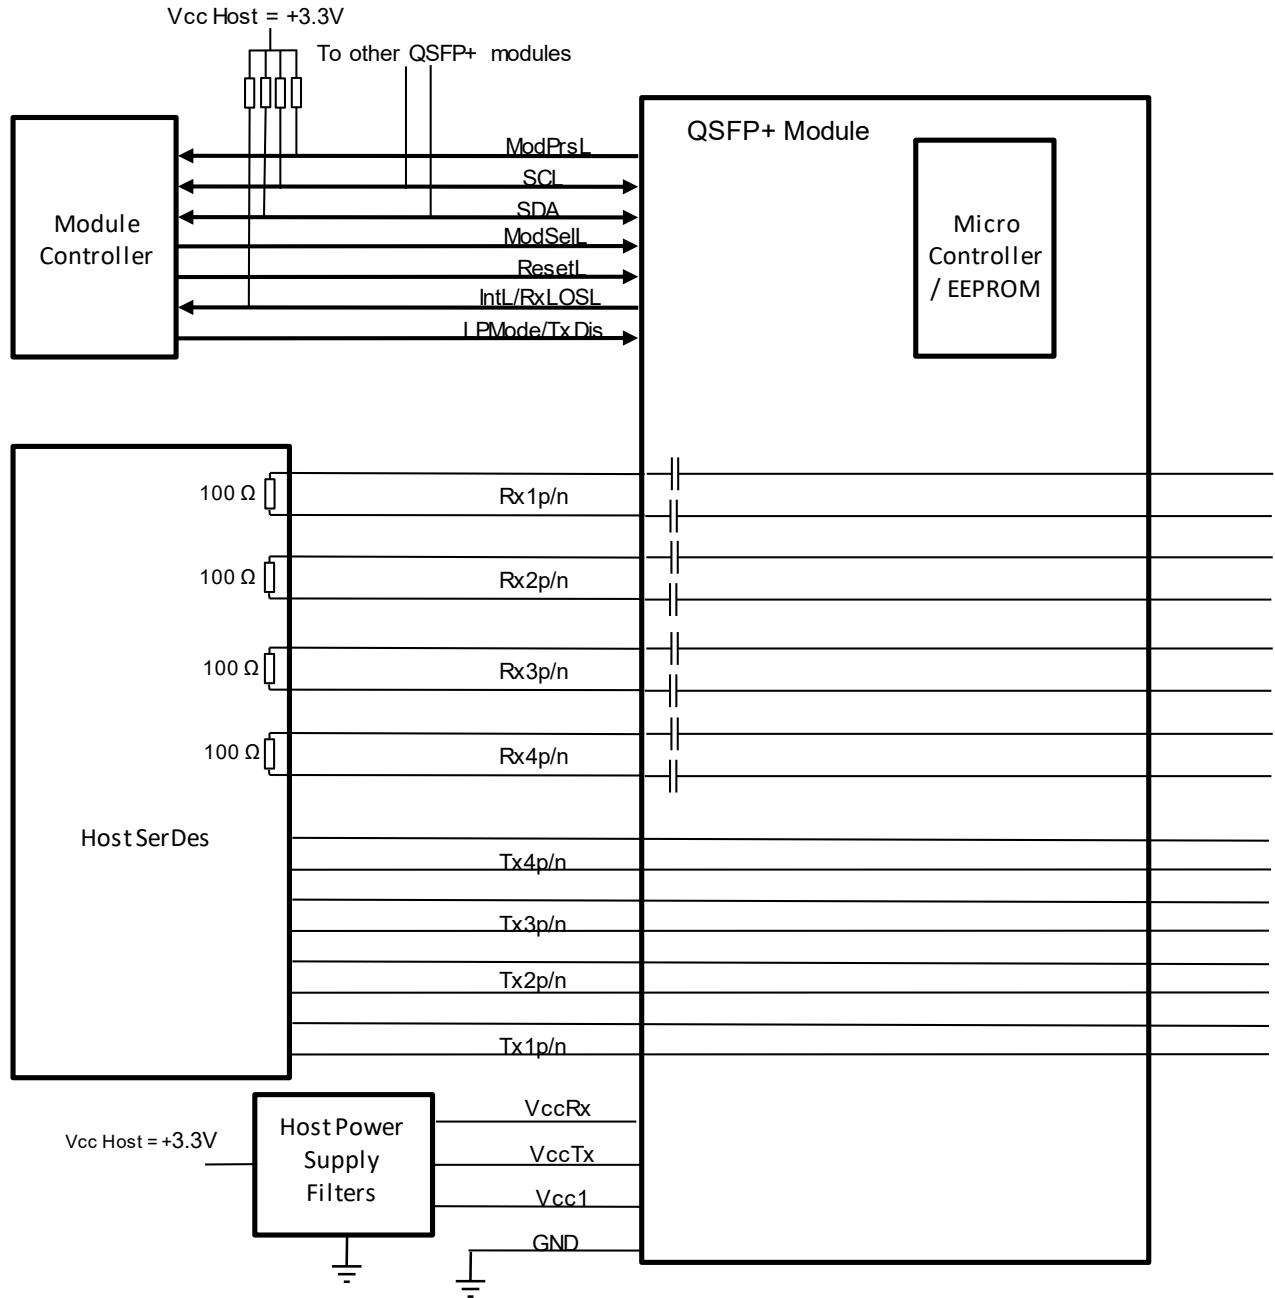 Vcc Host = +3.3V
To other QSFP+ modules
QSFP+ Module
ModPrsL
SCL
SDA
ModSelL
ResetL
IntL/RxLOSL
LPMode/TxDis
Module
Controller
Micro
Controller
/ EEPROM
100 Ω
Rx1p/n
100 Ω
Rx2p/n
100 Ω
Rx3p/n
100 Ω
Rx4p/n
Host SerDes
Tx4p/n
Tx3p/n
Tx2p/n
Tx1p/n
Vcc Host = +3.3V
Host Power
Supply
Filters
VccRx
VccTx
Vcc1
GND